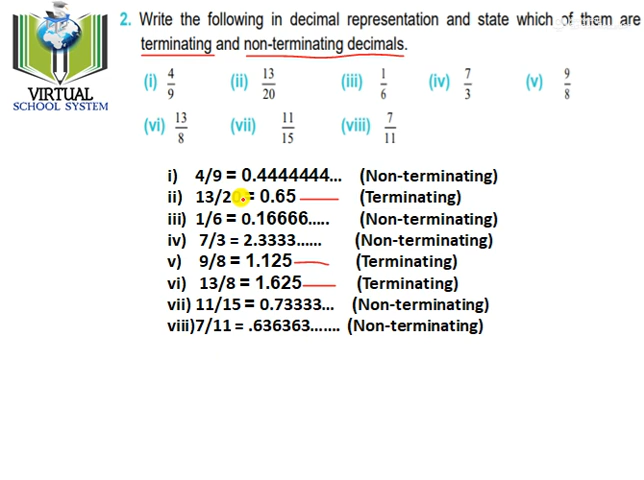 2. Write the following in decimal representation and state which of them are
terminating and non-terminating decimals.
(i) 4/9 (ii) 13/20 (iii) 1/6 (iv) 7/3 (v) 9/8
(vi) 13/8 (vii) 11/15 (viii) 7/11
VIRTUAL
SCHOOL SYSTEM
i) 4/9 = 0.4444444... (Non-terminating)
ii) 13/20 = 0.65 (Terminating)
iii) 1/6 = 0.16666..... (Non-terminating)
iv) 7/3 = 2.3333...... (Non-terminating)
v) 9/8 = 1.125 (Terminating)
vi) 13/8 = 1.625 (Terminating)
vii) 11/15 = 0.73333... (Non-terminating)
viii)7/11 = .636363....... (Non-terminating)